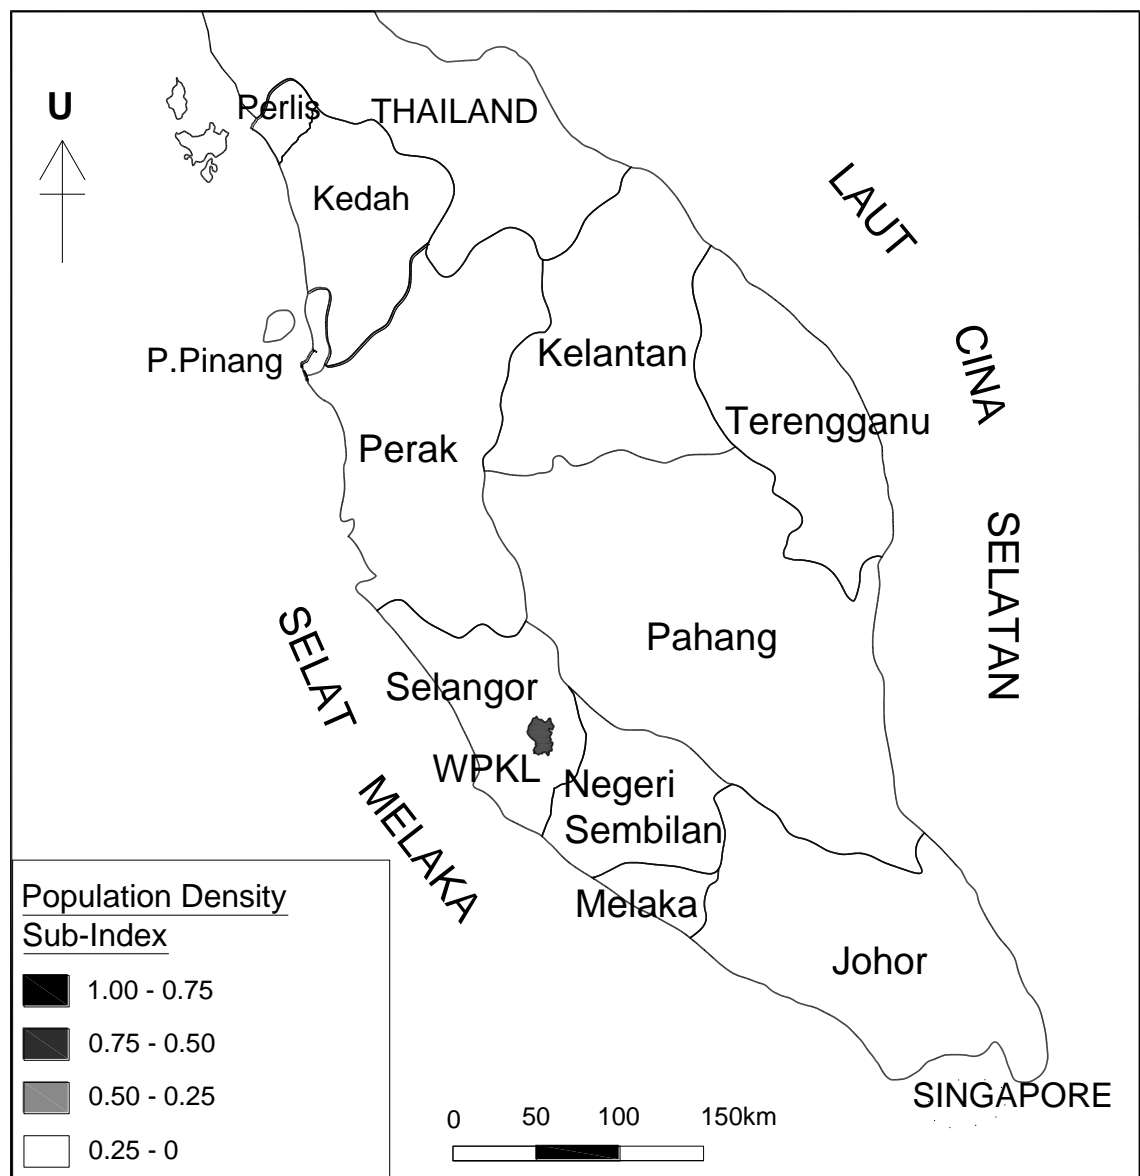 U
Perlis
THAILAND
Kedah
LAUT
CINA
SELATAN
P.Pinang
Kelantan
Terengganu
Perak
Pahang
SELAT
MELAKA
Selangor
WPKL
Negeri
Sembilan
Melaka
Johor
SINGAPORE
Population Density
Sub-Index
1.00 - 0.75
0.75 - 0.50
0.50 - 0.25
0.25 - 0
0 50 100 150km